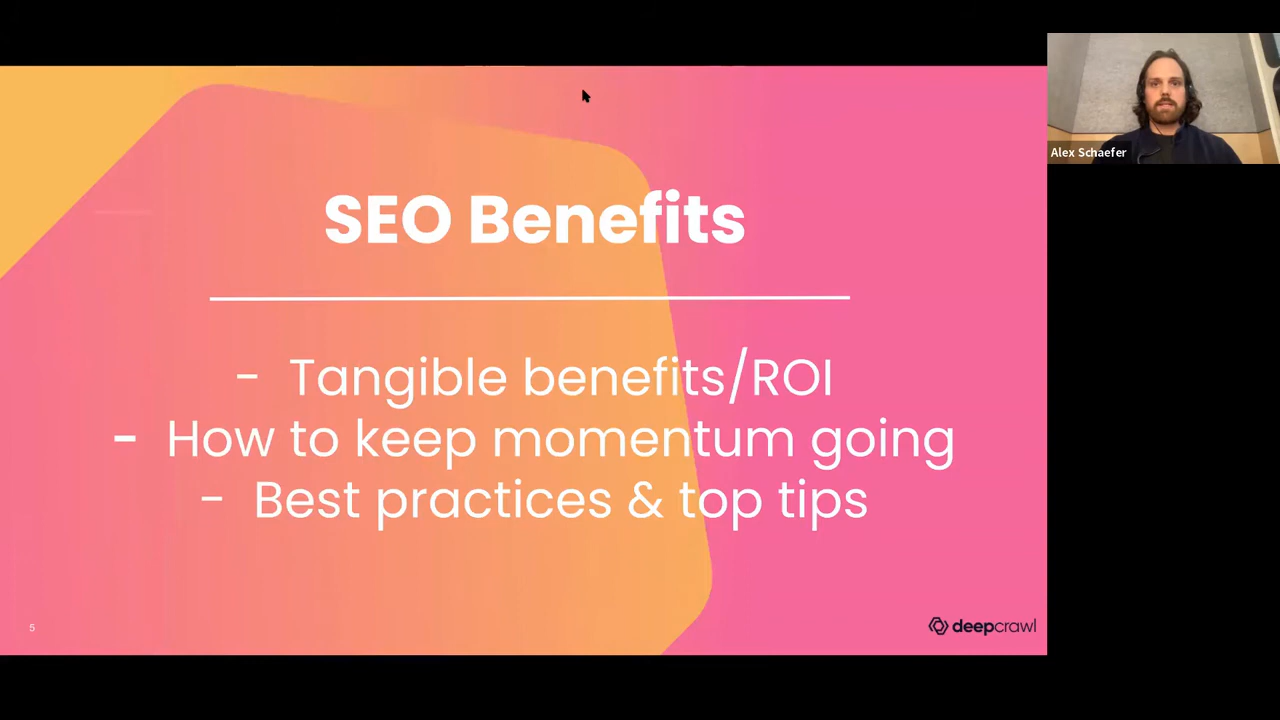 SEO Benefits
- Tangible benefits/ROI
- How to keep momentum going
- Best practices & top tips
5
deepcrawl
Alex Schaefer